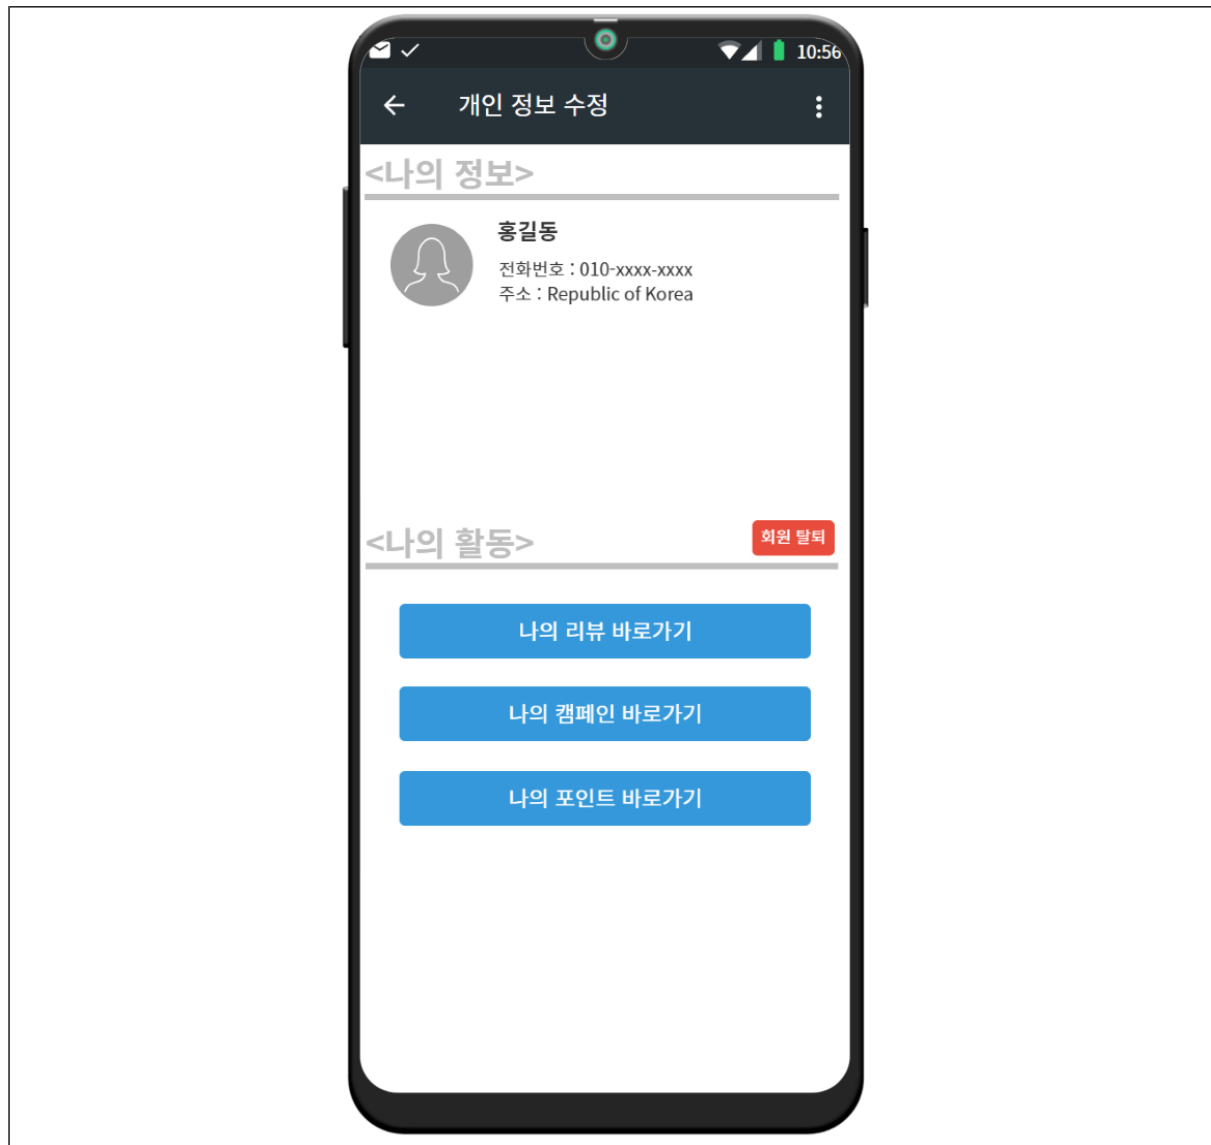 10:56
개인 정보 수정
<나의 정보>
홍길동
전화번호 : 010-xxxx-xxxx
주소 : Republic of Korea
<나의 활동>
회원 탈퇴
나의 리뷰 바로가기
나의 캠페인 바로가기
나의 포인트 바로가기